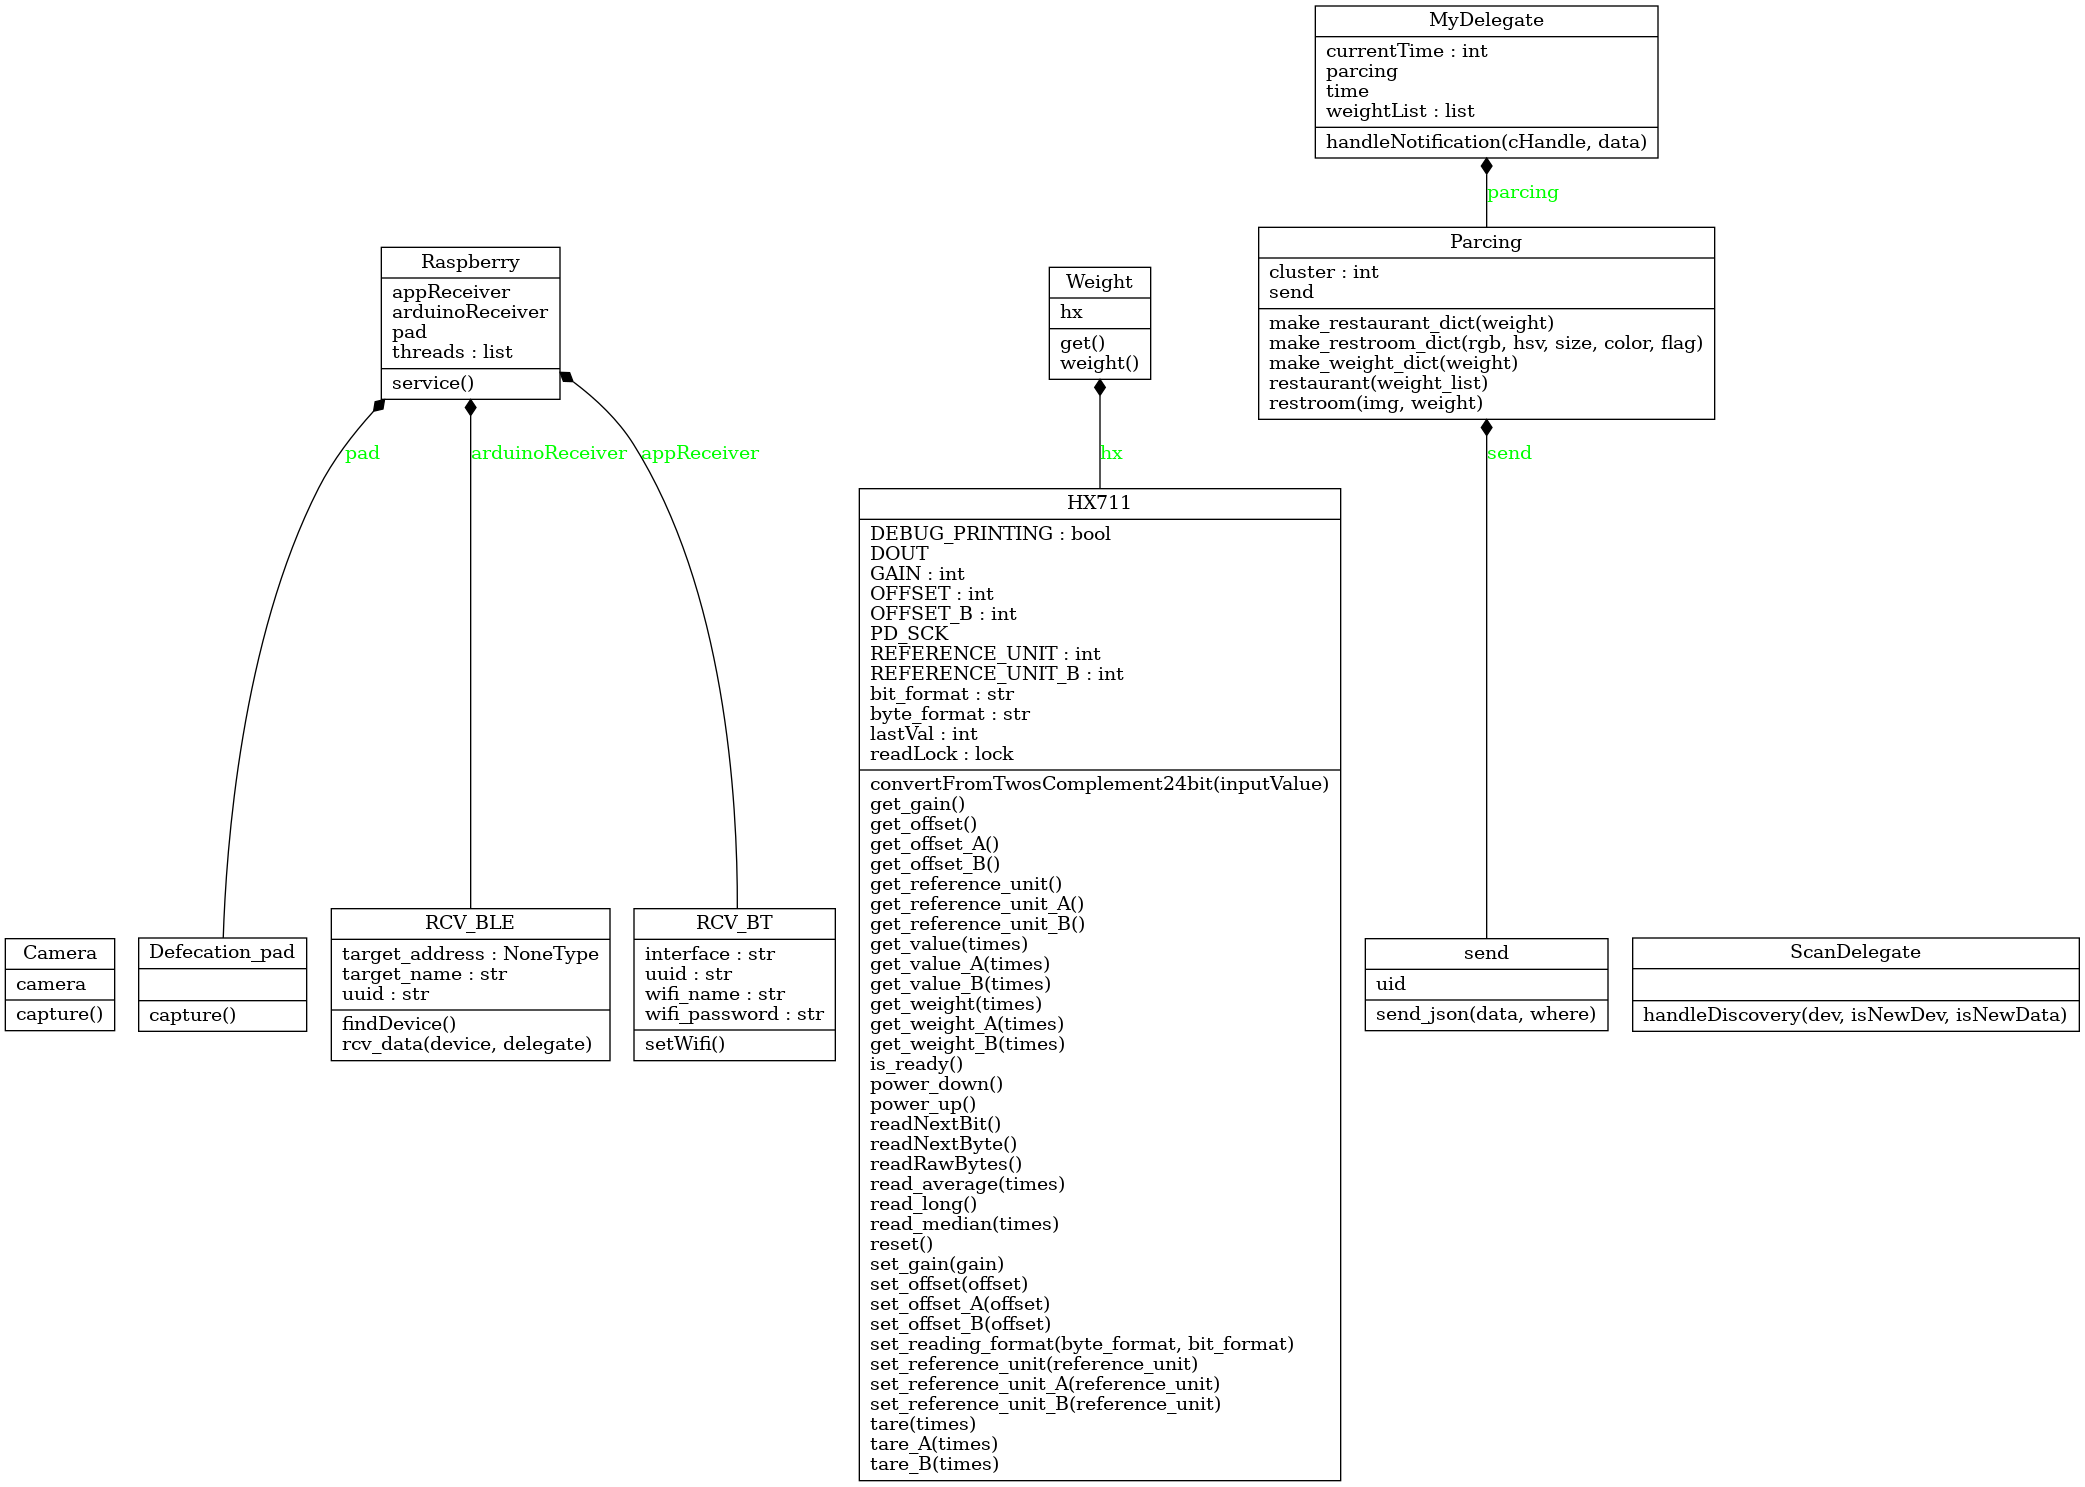 MyDelegate
currentTime : int
parcing
time
weightList : list
handleNotification(cHandle, data)
parcing
Raspberry
appReceiver
arduinoReceiver
pad
threads : list
service()
Weight
hx
get()
weight()
Parcing
cluster : int
send
make_restaurant_dict(weight)
make_restroom_dict(rgb, hsv, size, color, flag)
make_weight_dict(weight)
restaurant(weight_list)
restroom(img, weight)
pad
arduinoReceiver
appReceiver
hx
send
Camera
camera
capture()
Defecation_pad
capture()
RCV_BLE
target_address : NoneType
target_name : str
uuid : str
findDevice()
rcv_data(device, delegate)
RCV_BT
interface : str
uuid : str
wifi_name : str
wifi_password : str
setWifi()
HX711
DEBUG_PRINTING : bool
DOUT
GAIN : int
OFFSET : int
OFFSET_B : int
PD_SCK
REFERENCE_UNIT : int
REFERENCE_UNIT_B : int
bit_format : str
byte_format : str
lastVal : int
readLock : lock
convertFromTwosComplement24bit(inputValue)
get_gain()
get_offset()
get_offset_A()
get_offset_B()
get_reference_unit()
get_reference_unit_A()
get_reference_unit_B()
get_value(times)
get_value_A(times)
get_value_B(times)
get_weight(times)
get_weight_A(times)
get_weight_B(times)
is_ready()
power_down()
power_up()
readNextBit()
readNextByte()
readRawBytes()
read_average(times)
read_long()
read_median(times)
reset()
set_gain(gain)
set_offset(offset)
set_offset_A(offset)
set_offset_B(offset)
set_reading_format(byte_format, bit_format)
set_reference_unit(reference_unit)
set_reference_unit_A(reference_unit)
set_reference_unit_B(reference_unit)
tare(times)
tare_A(times)
tare_B(times)
send
uid
send_json(data, where)
ScanDelegate
handleDiscovery(dev, isNewDev, isNewData)